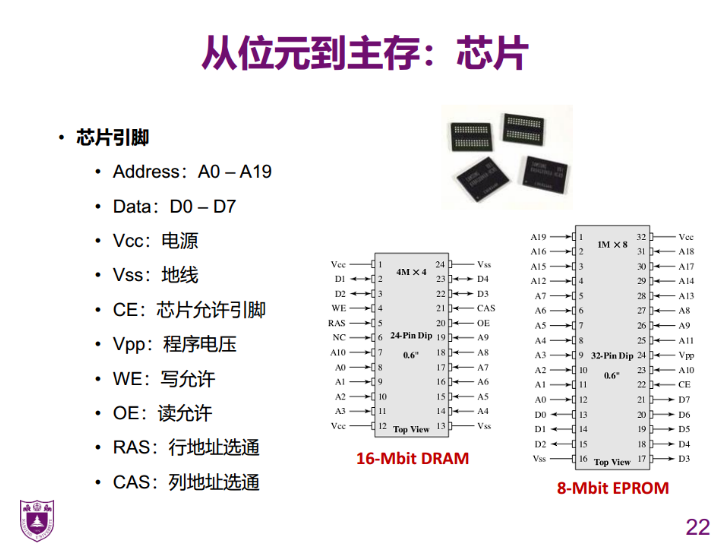 从位元到主存：芯片
• 芯片引脚
• Address：A0 – A19
• Data：D0 – D7
• Vcc：电源
• Vss：地线
• CE：芯片允许引脚
• Vpp：程序电压
• WE：写允许
• OE：读允许
• RAS：行地址选通
• CAS：列地址选通
Vcc 1 24 Vss
4M × 4
D1 2 23 D4
D2 3 22 D3
WE 4 21 CAS
RAS 5 20 OE
NC 6 24-Pin Dip 19 A9
A10 7 0.6" 18 A8
A0 8 17 A7
A1 9 16 A6
A2 10 15 A5
A3 11 14 A4
Vcc 12 Top View 13 Vss
16-Mbit DRAM
A19 1 32 Vcc
1M × 8
A16 2 31 A18
A15 3 30 A17
A12 4 29 A14
A7 5 28 A13
A6 6 27 A8
A5 7 26 A9
A4 8 25 A11
A3 9 32-Pin Dip 24 Vpp
A2 10 23 A10
0.6"
A1 11 22 CE
A0 12 21 D7
D0 13 20 D6
D1 14 19 D5
D2 15 18 D4
Vss 16 Top View 17 D3
8-Mbit EPROM
22